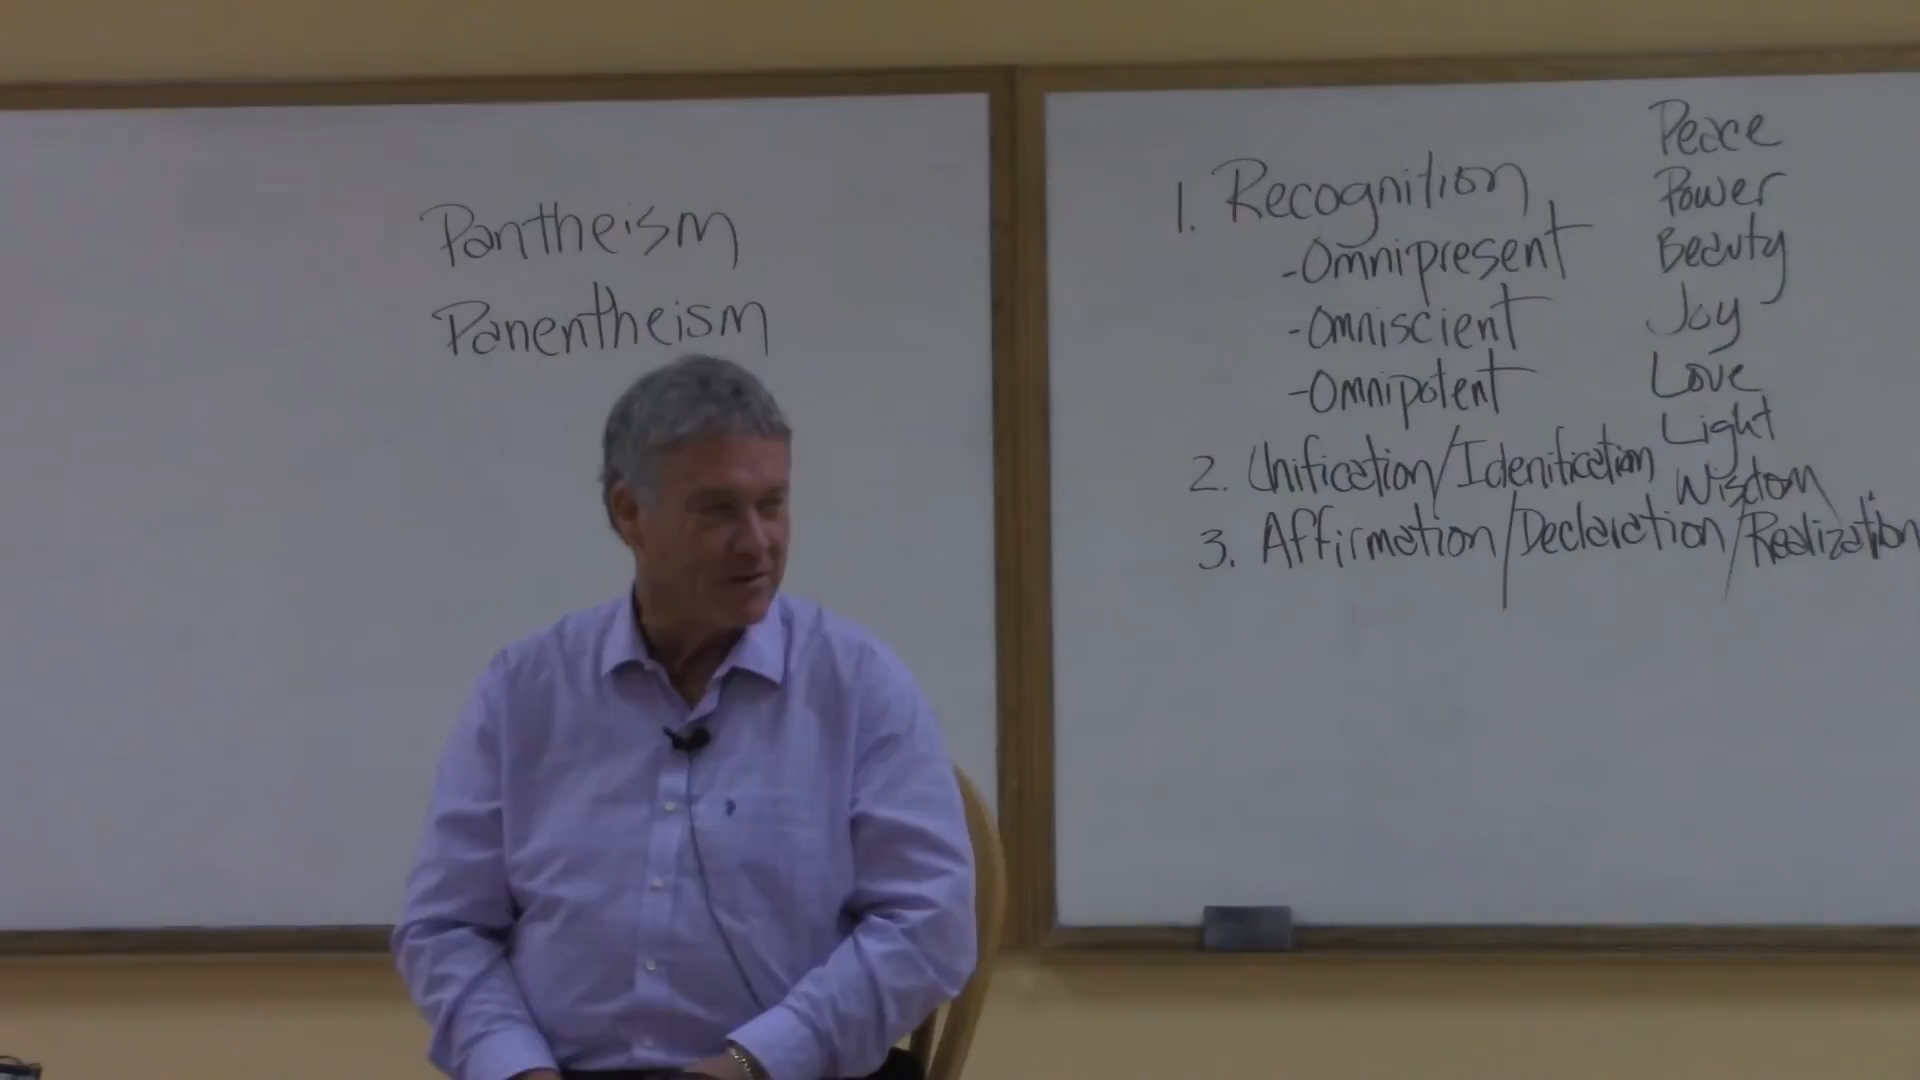 Pantheism
Panentheism
1. Recognition
-Omnipresent
-Omniscient
-Omnipotent
2. Unification/Idenification
3. Affirmation/Declaration/Realization
Peace
Power
Beauty
Joy
Love
Light
Wisdom